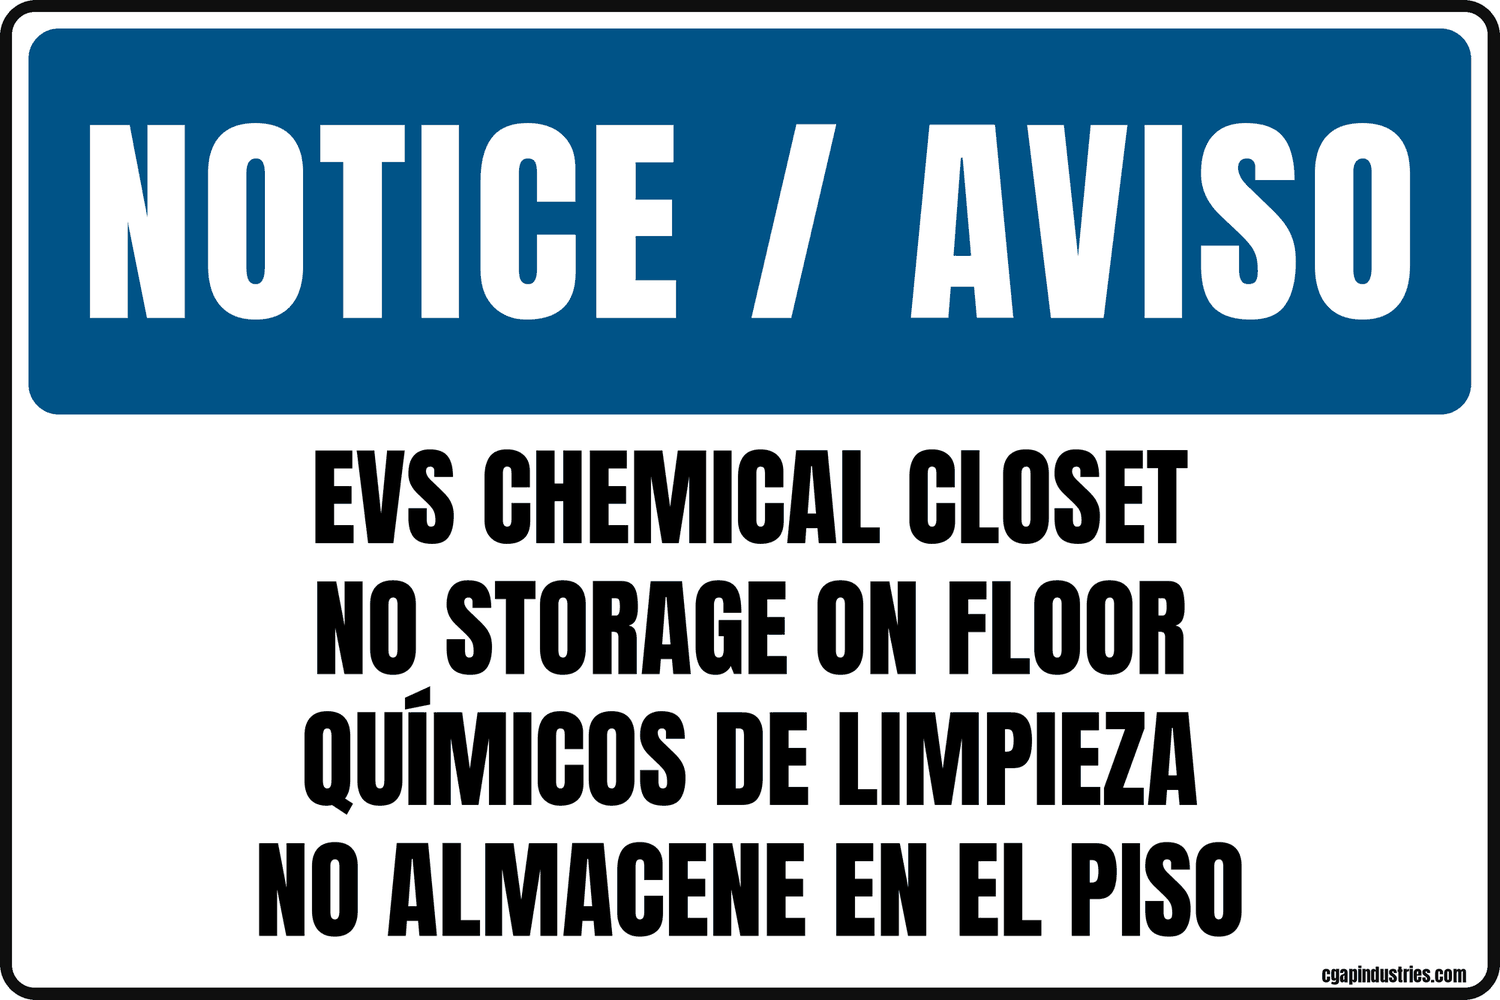 NOTICE / AVISO
EVS CHEMICAL CLOSET
NO STORAGE ON FLOOR
QUÍMICOS DE LIMPIEZA
NO ALMACENE EN EL PISO
cgapindustries.com